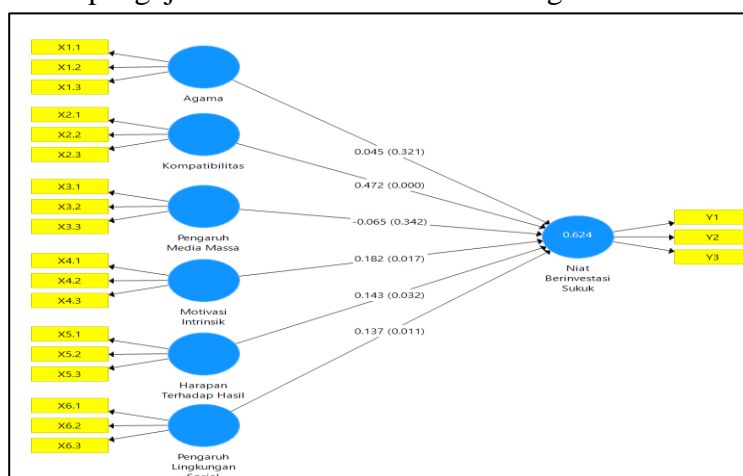 X1.1
X1.2
X1.3
Agama
X2.1
X2.2
X2.3
Kompatibilitas
X3.1
X3.2
X3.3
Pengaruh
Media Massa
X4.1
X4.2
X4.3
Motivasi
Intrinsik
X5.1
X5.2
X5.3
Harapan
Terhadap Hasil
X6.1
X6.2
X6.3
Pengaruh
Lingkungan
0.045 (0.321)
0.472 (0.000)
-0.065 (0.342)
0.182 (0.017)
0.143 (0.032)
0.137 (0.011)
0.624
Niat
Berinvestasi
Sukuk
Y1
Y2
Y3